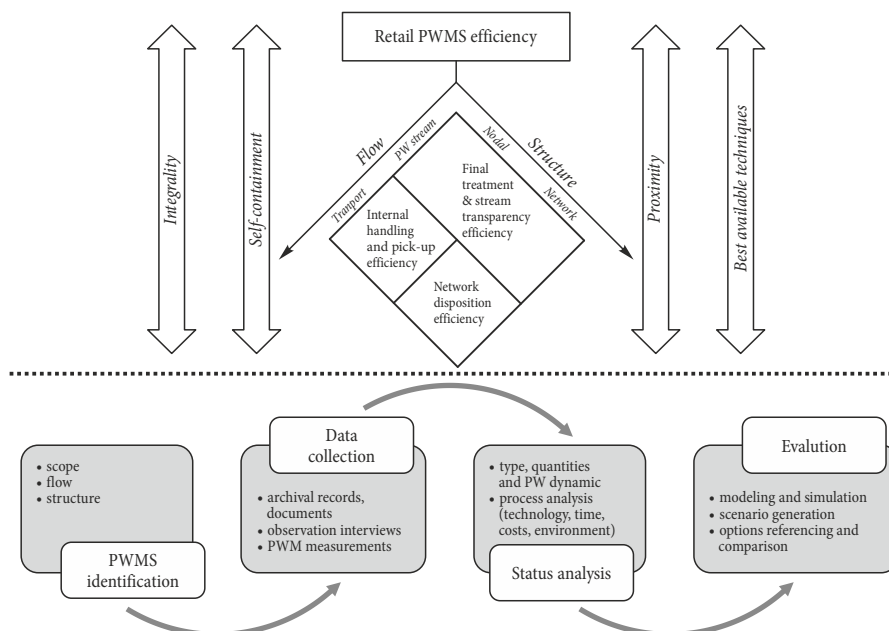 Retail PWMS efficiency
Integrality
Self-containment
Flow
Tranport
PW stream
Nodal
Structure
Network
Final
treatment
& stream
transparency
efficiency
Internal
handling
and pick-up
efficiency
Network
disposition
efficiency
Proximity
Best available techniques
• scope
• flow
• structure
PWMS
identification
Data
collection
• archival records,
documents
• observation interviews
• PWM measurements
• type, quantities
and PW dynamic
• process analysis
(technology, time,
costs, environment)
Status analysis
Evalution
• modeling and simulation
• scenario generation
• options referencing and
comparison